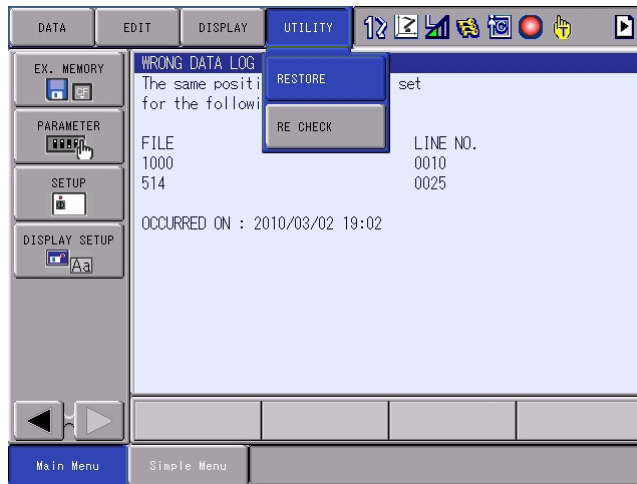 DATA EDIT DISPLAY UTILITY
EX. MEMORY
CF
PARAMETER
SETUP
DISPLAY SETUP
Aa
WRONG DATA LOG
The same positi set
for the followi
RESTORE
RE CHECK
FILE LINE NO.
1000 0010
514 0025
OCCURRED ON : 2010/03/02 19:02
Main Menu Simple Menu